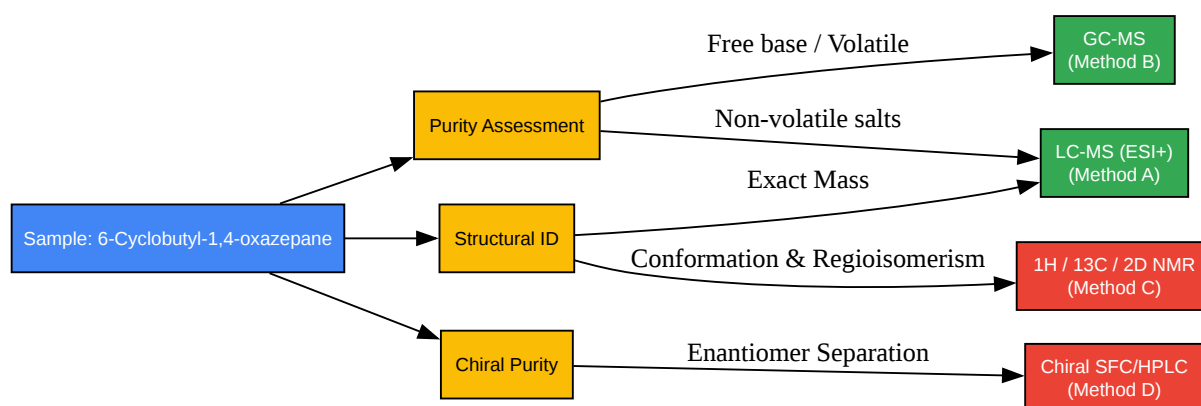 Sample: 6-Cyclobutyl-1,4-oxazepane
Purity Assessment
Structural ID
Chiral Purity
Free base / Volatile
Non-volatile salts
Exact Mass
Conformation & Regioisomerism
Enantiomer Separation
GC-MS
(Method B)
LC-MS (ESI+)
(Method A)
1H / 13C / 2D NMR
(Method C)
Chiral SFC/HPLC
(Method D)